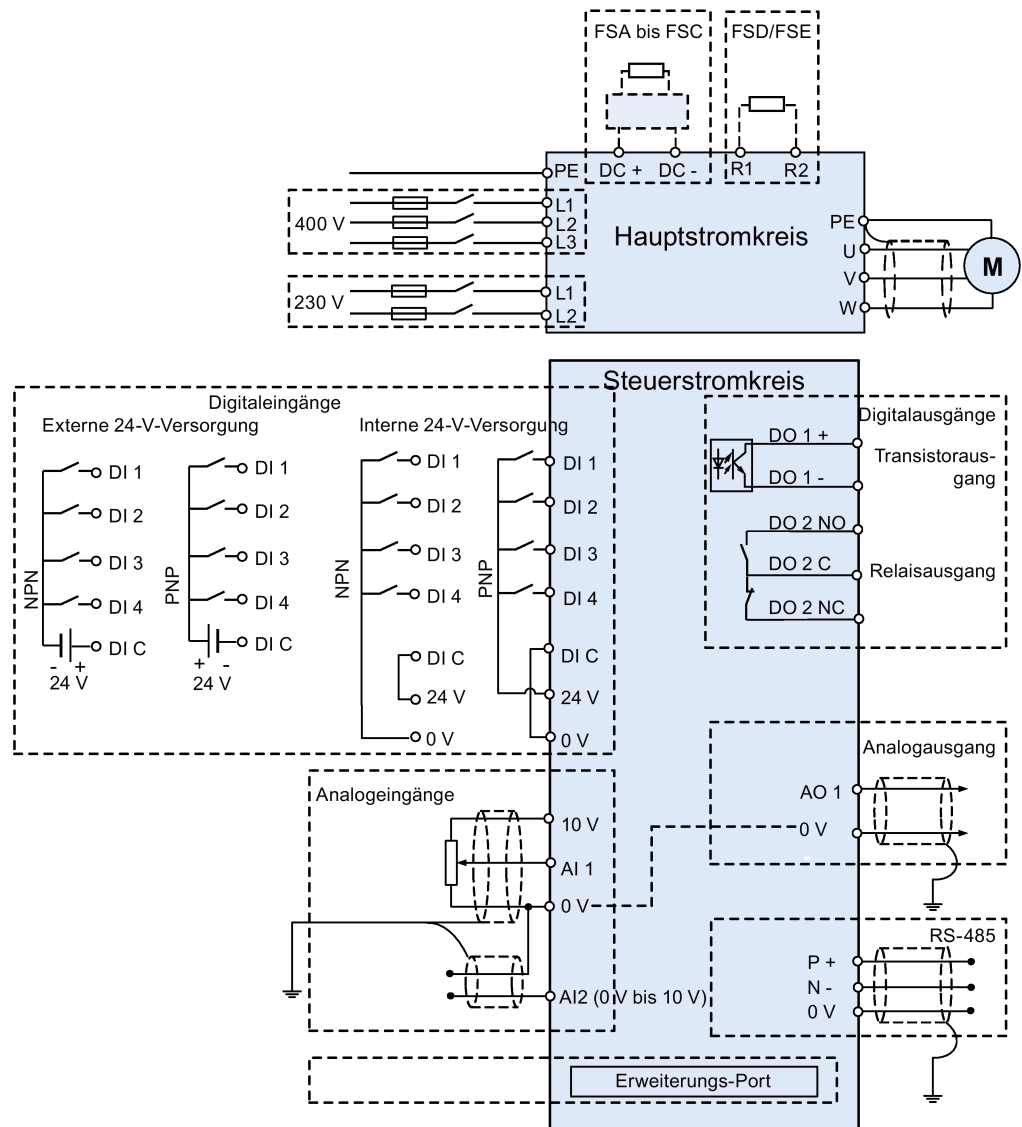 FSA bis FSC
FSD/FSE
PE
DC +
DC -
R1
R2
400 V
L1
L2
L3
Hauptstromkreis
PE
U
V
W
M
230 V
L1
L2
Steuerstromkreis
Digitaleingänge
Externe 24-V-Versorgung
Interne 24-V-Versorgung
NPN
DI 1
DI 2
DI 3
DI 4
DI C
- +
24 V
PNP
DI 1
DI 2
DI 3
DI 4
DI C
+ -
24 V
NPN
DI 1
DI 2
DI 3
DI 4
DI C
24 V
0 V
PNP
DI 1
DI 2
DI 3
DI 4
DI C
24 V
0 V
Digitalausgänge
DO 1 +
Transistoraus-
gang
DO 1 -
DO 2 NO
DO 2 C
Relaisausgang
DO 2 NC
Analogausgang
AO 1
0 V
Analogeingänge
10 V
AI 1
0 V
AI2 (0 V bis 10 V)
RS-485
P +
N -
0 V
Erweiterungs-Port